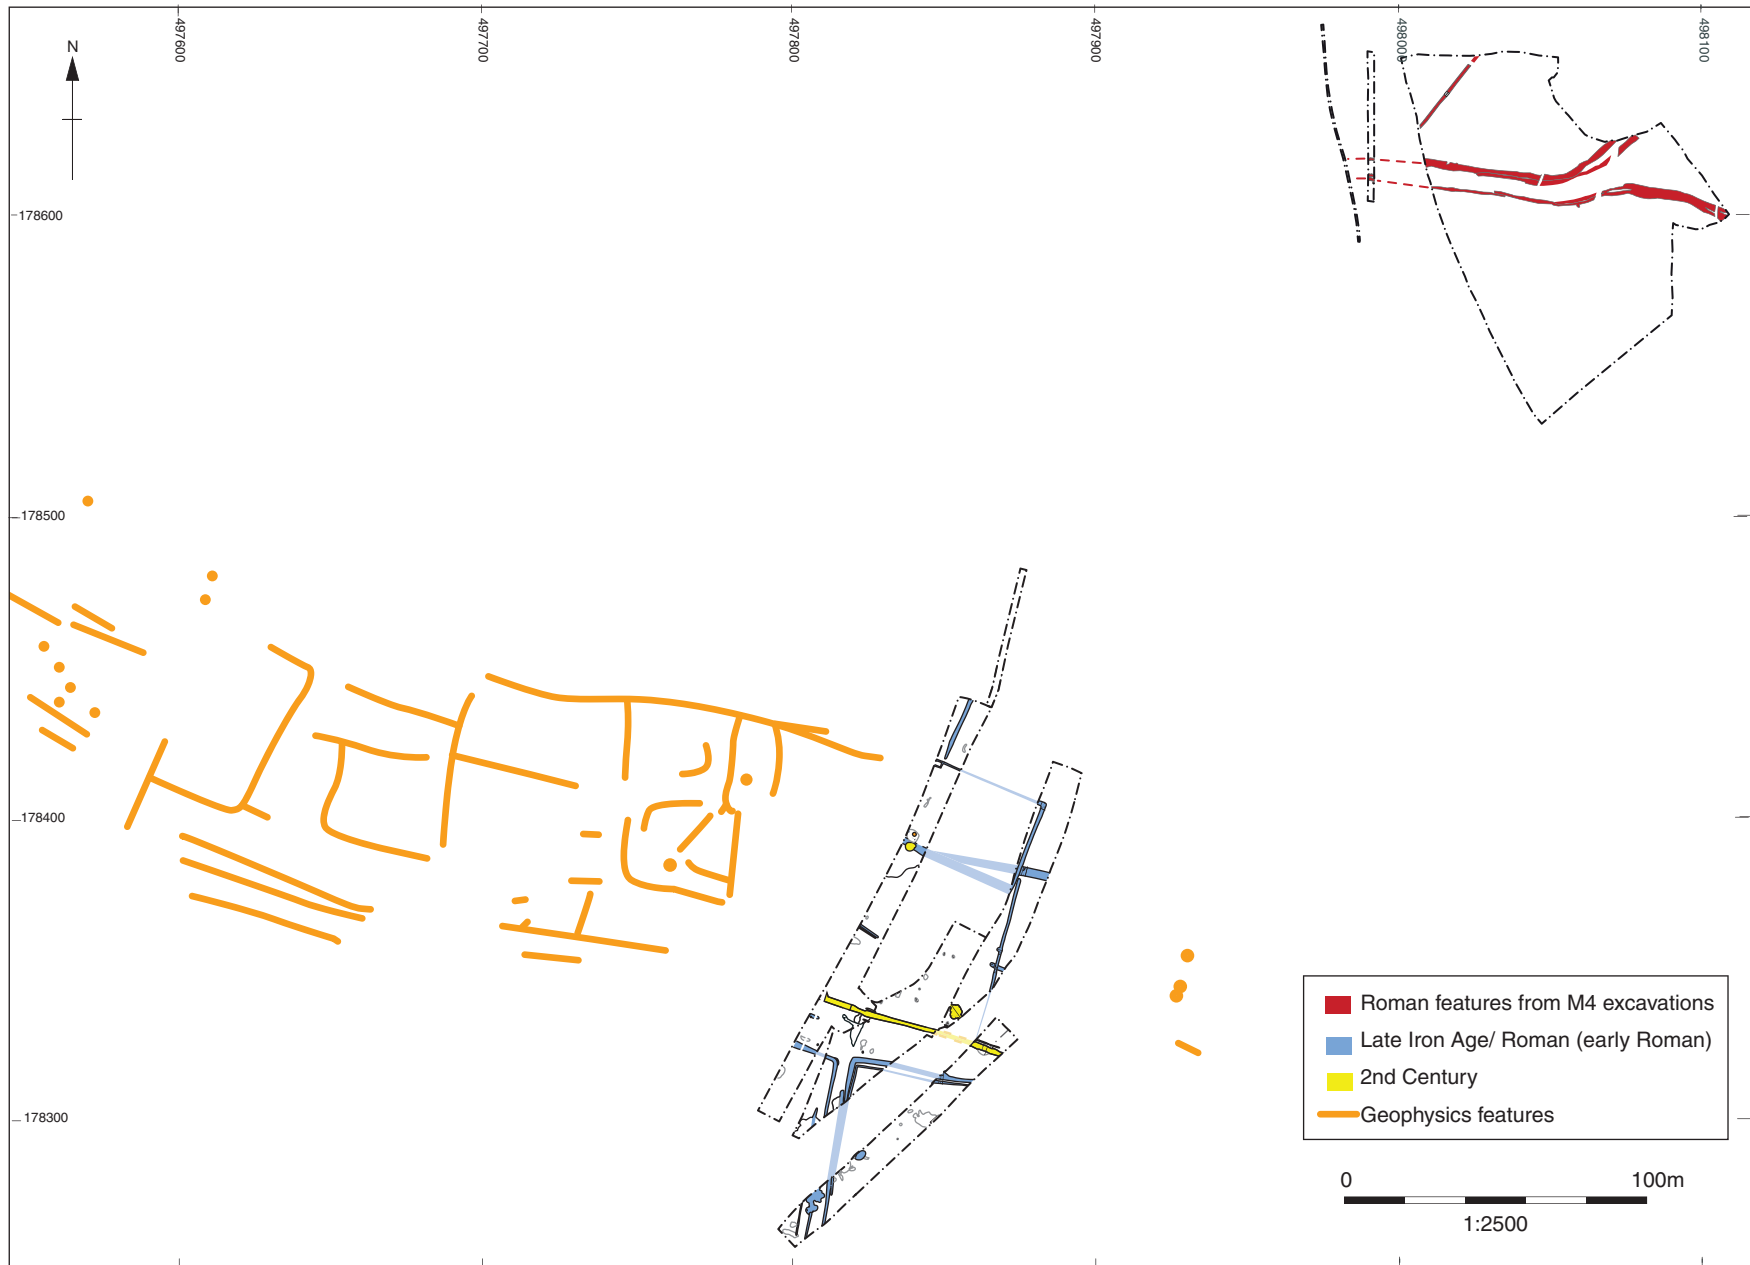 497600
497700
497800
497900
498000
498100
N
178600
178500
178400
178300
Roman features from M4 excavations
Late Iron Age/ Roman (early Roman)
2nd Century
Geophysics features
0 100m
1:2500